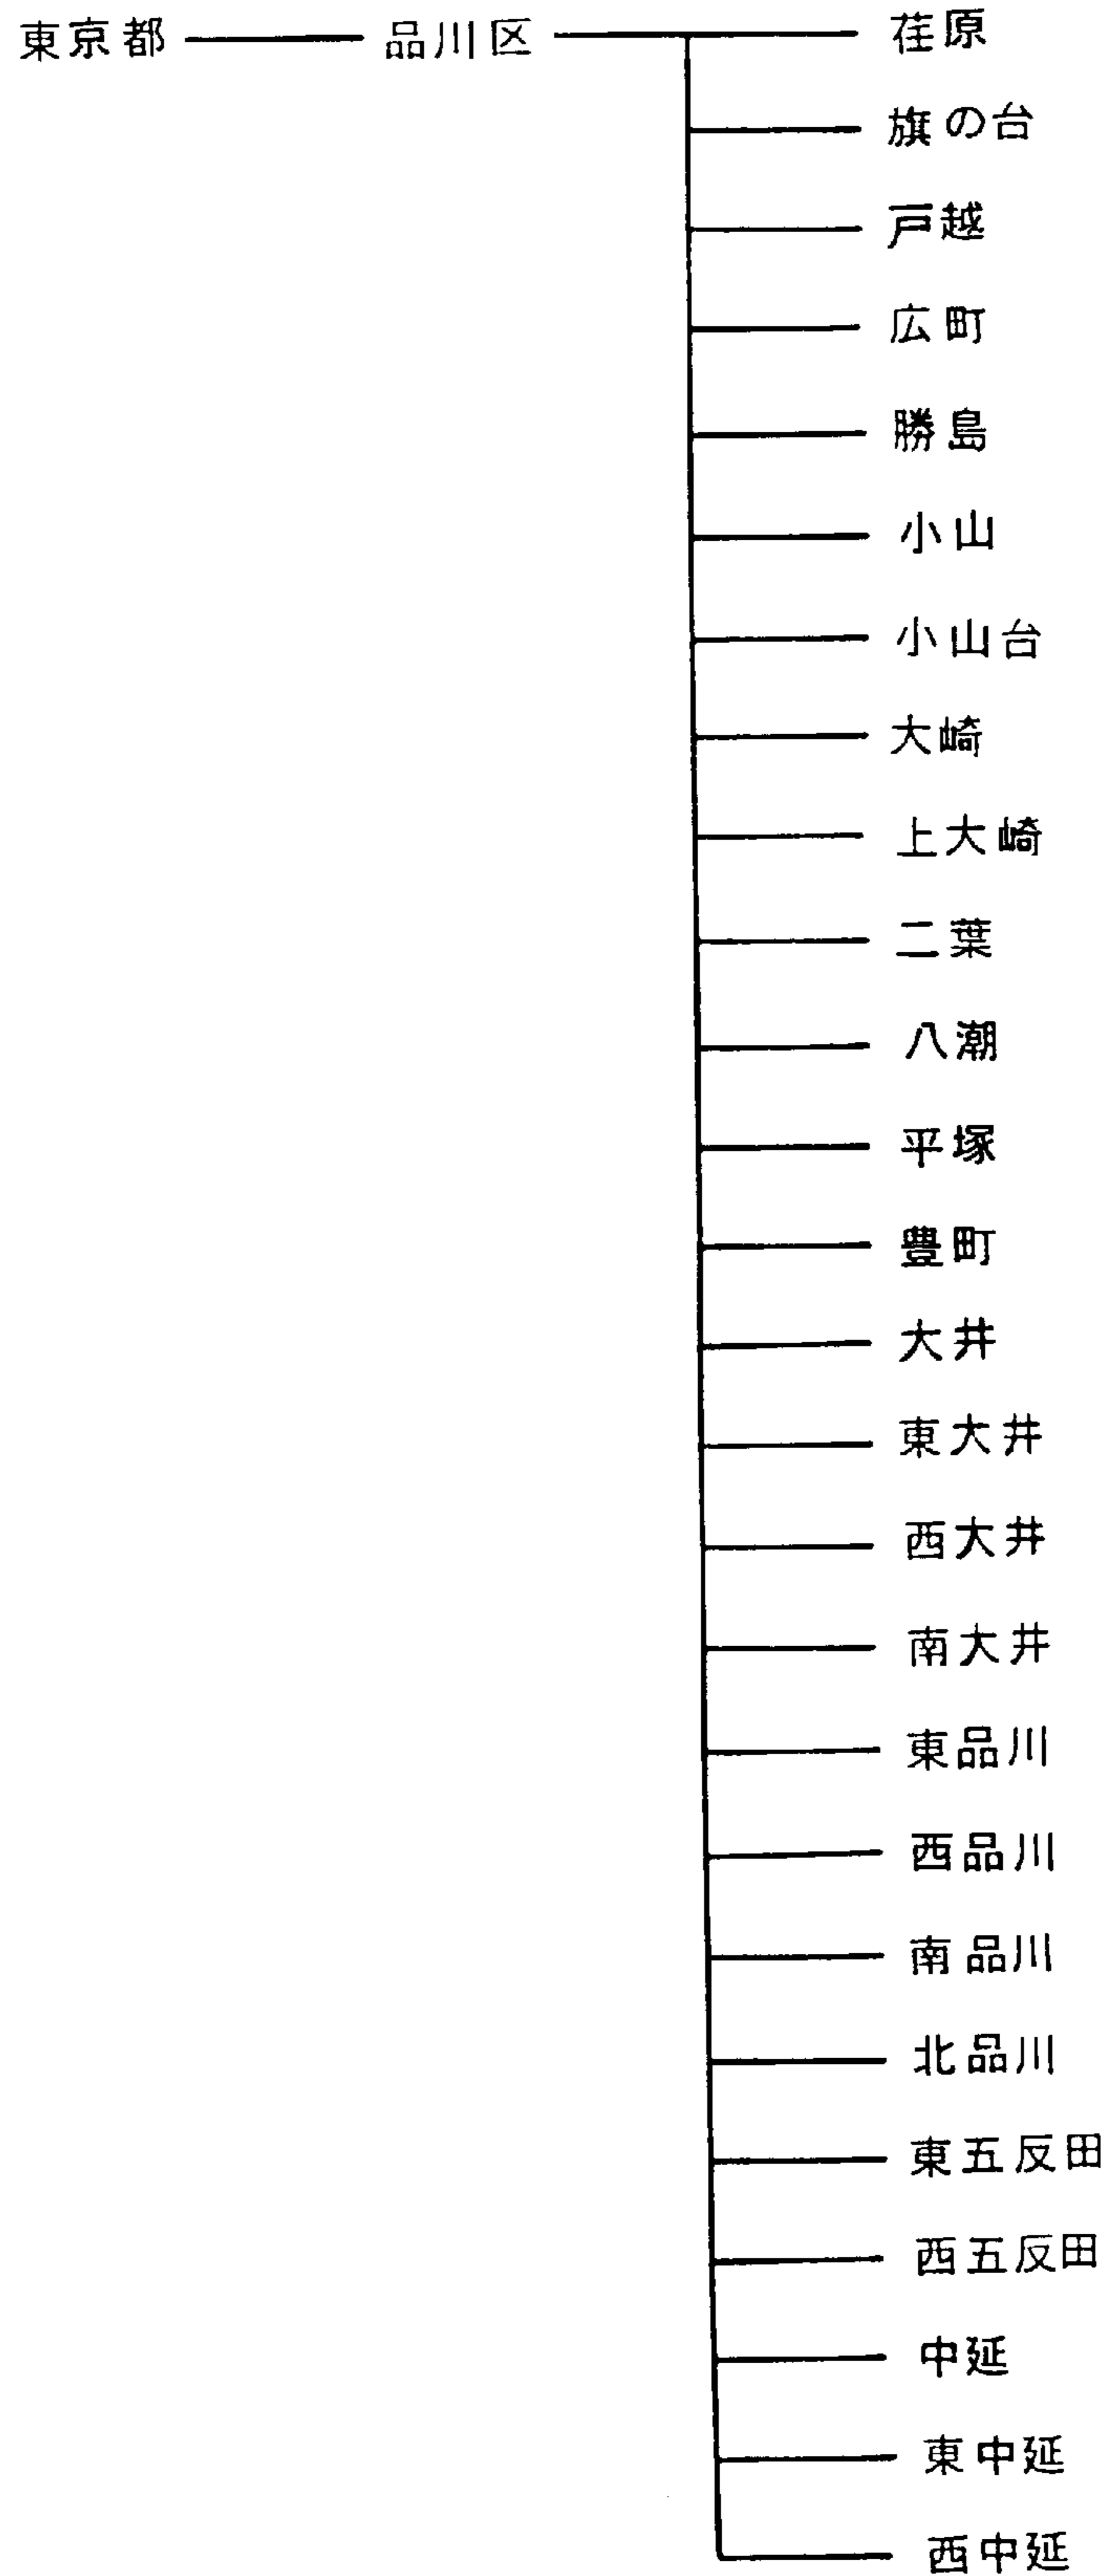 東京都 品川区 荏原
旗の台
戸越
広町
勝島
小山
小山台
大崎
上大崎
二葉
八潮
平塚
豊町
大井
東大井
西大井
南大井
東品川
西品川
南品川
北品川
東五反田
西五反田
中延
東中延
西中延